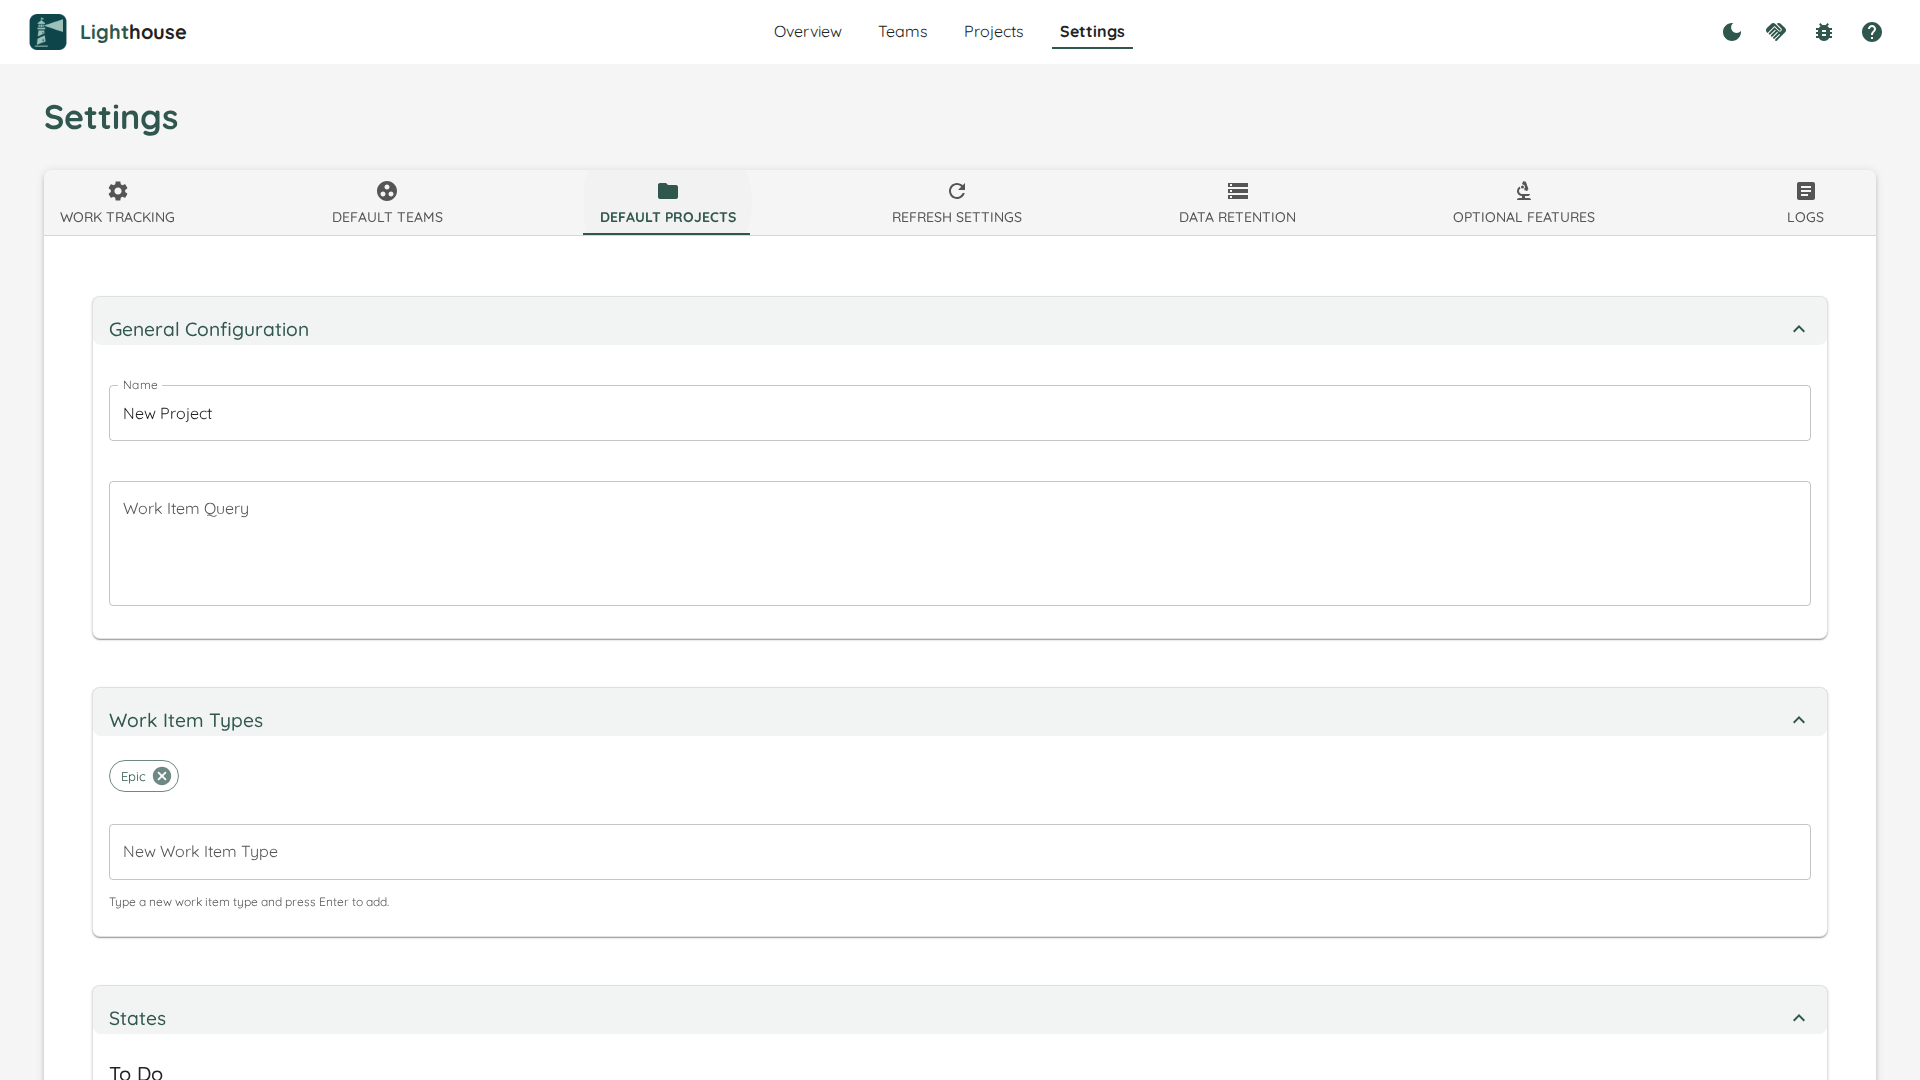 Lighthouse
Overview
Teams
Projects
Settings
Settings
WORK TRACKING
DEFAULT TEAMS
DEFAULT PROJECTS
REFRESH SETTINGS
DATA RETENTION
OPTIONAL FEATURES
LOGS
General Configuration
Name
New Project
Work Item Query
Work Item Types
Epic
New Work Item Type
Type a new work item type and press Enter to add.
States
To Do